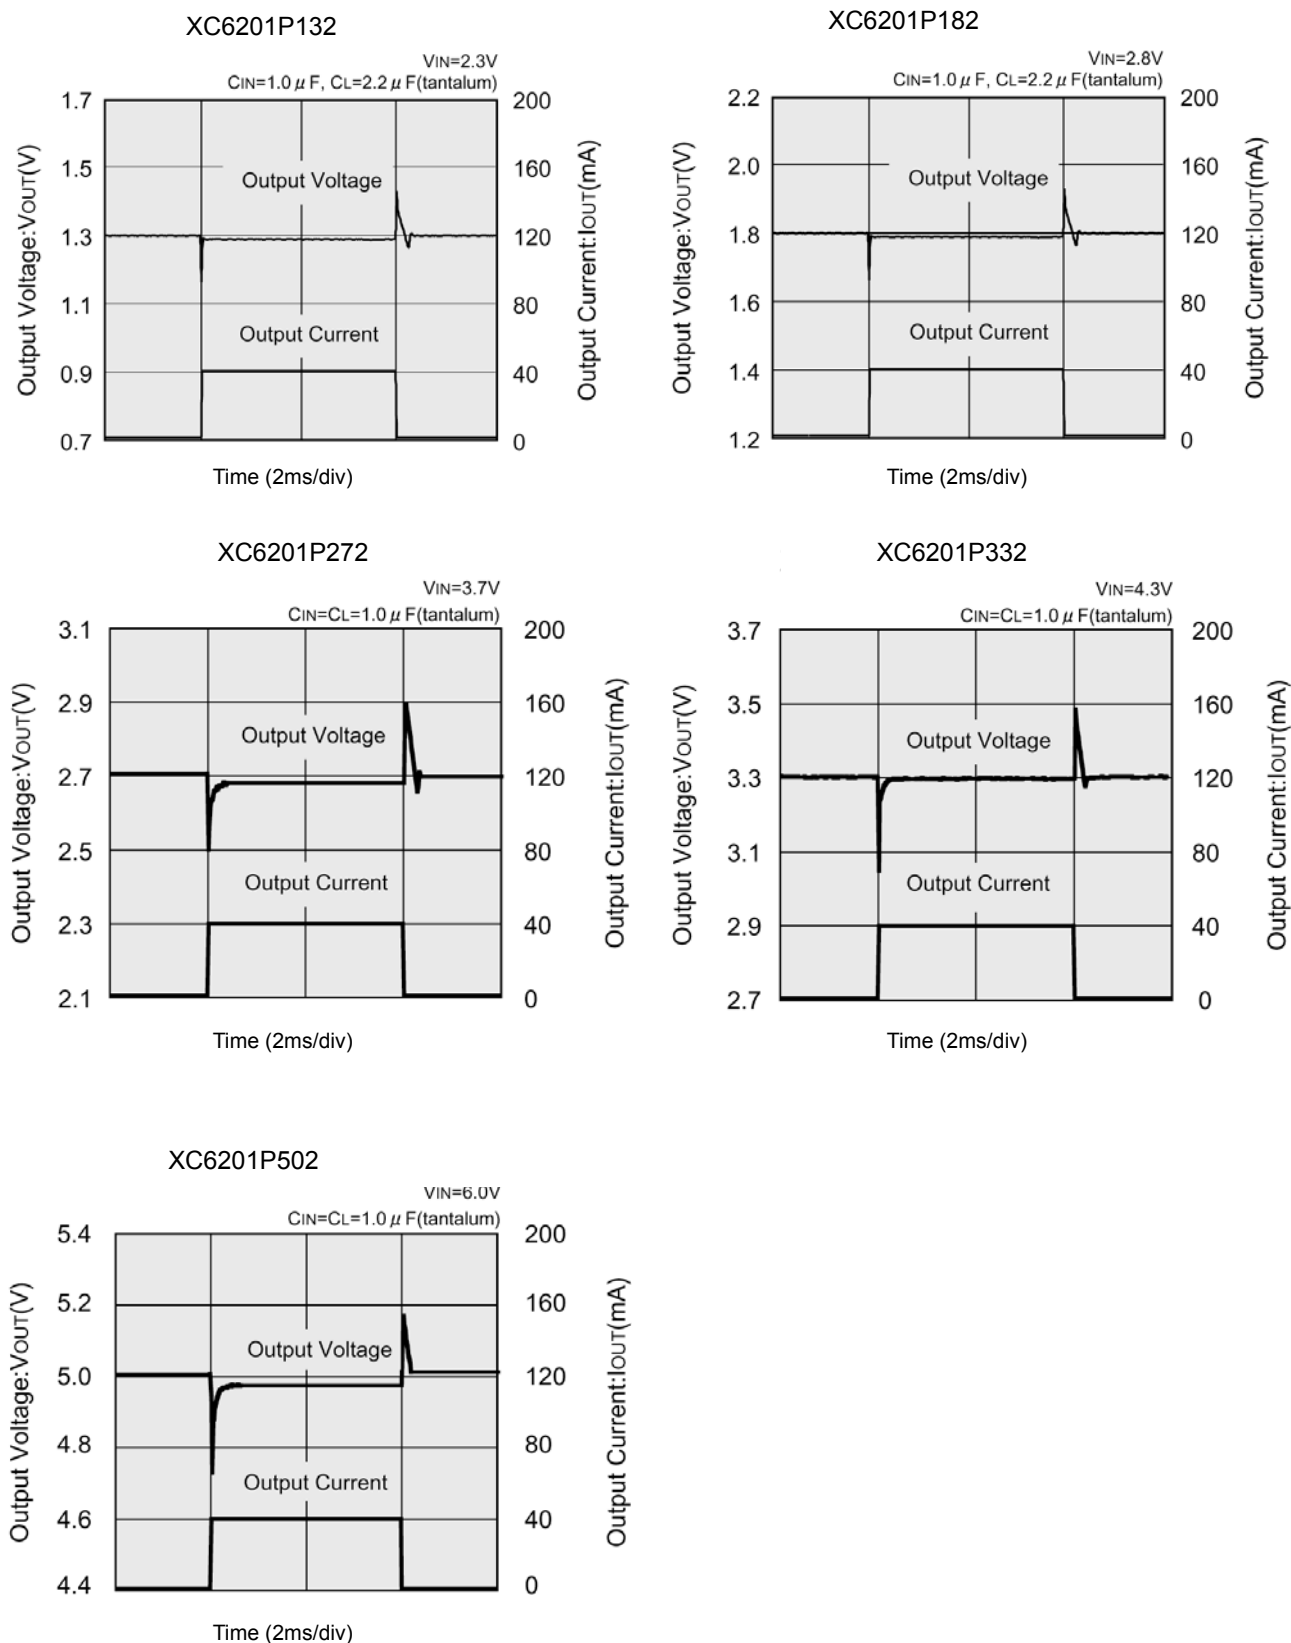 XC6201P132
VIN=2.3V
CIN=1.0 μ F, CL=2.2 μ F(tantalum)
Output Voltage:VOUT(V)
1.7
1.5
1.3
1.1
0.9
0.7
Output Voltage
Output Current
200
160
120
80
40
0
Output Current:IOUT(mA)
Time (2ms/div)
XC6201P182
VIN=2.8V
CIN=1.0 μ F, CL=2.2 μ F(tantalum)
Output Voltage:VOUT(V)
2.2
2.0
1.8
1.6
1.4
1.2
Output Voltage
Output Current
200
160
120
80
40
0
Output Current:IOUT(mA)
Time (2ms/div)
XC6201P272
VIN=3.7V
CIN=CL=1.0 μ F(tantalum)
Output Voltage:VOUT(V)
3.1
2.9
2.7
2.5
2.3
2.1
Output Voltage
Output Current
200
160
120
80
40
0
Output Current:IOUT(mA)
Time (2ms/div)
XC6201P332
VIN=4.3V
CIN=CL=1.0 μ F(tantalum)
Output Voltage:VOUT(V)
3.7
3.5
3.3
3.1
2.9
2.7
Output Voltage
Output Current
200
160
120
80
40
0
Output Current:IOUT(mA)
Time (2ms/div)
XC6201P502
VIN=6.0V
CIN=CL=1.0 μ F(tantalum)
Output Voltage:VOUT(V)
5.4
5.2
5.0
4.8
4.6
4.4
Output Voltage
Output Current
200
160
120
80
40
0
Output Current:IOUT(mA)
Time (2ms/div)